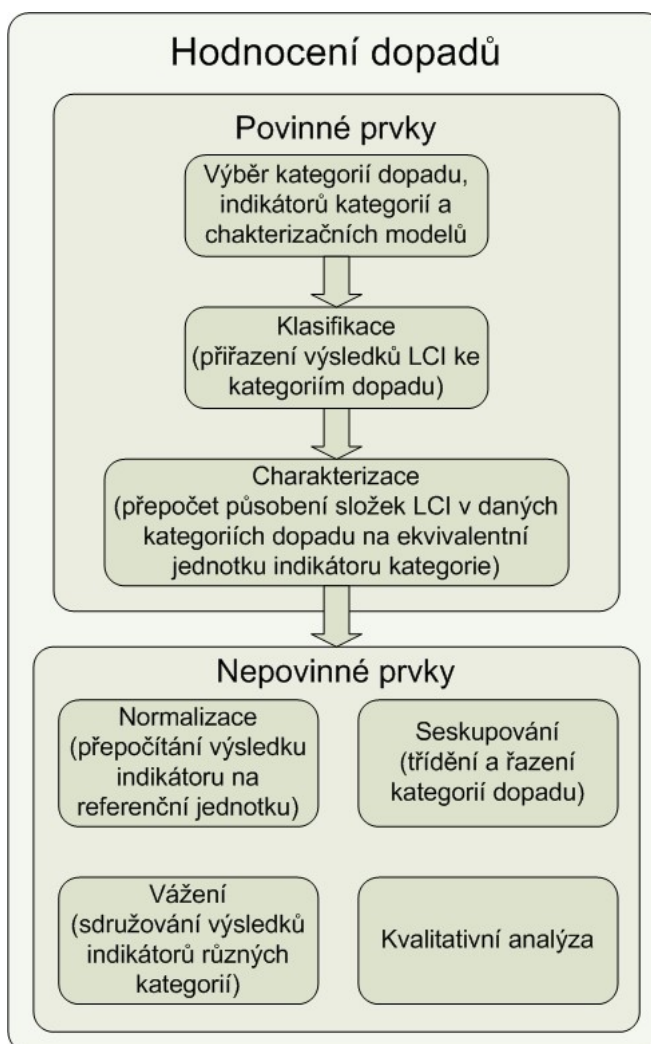 Hodnocení dopadů
Povinné prvky
Výběr kategorií dopadu,
indikátorů kategorií a
chakterizačních modelů
Klasifikace
(přiřazení výsledků LCI ke
kategoriím dopadu)
Charakterizace
(přepočet působení složek LCI v daných
kategoriích dopadu na ekvivalentní
jednotku indikátoru kategorie)
Nepovinné prvky
Normalizace
(přepočítání výsledku
indikátoru na
referenční jednotku)
Seskupování
(třídění a řazení
kategorií dopadu)
Vážení
(sdružování výsledků
indikátorů různých
kategorií)
Kvalitativní analýza